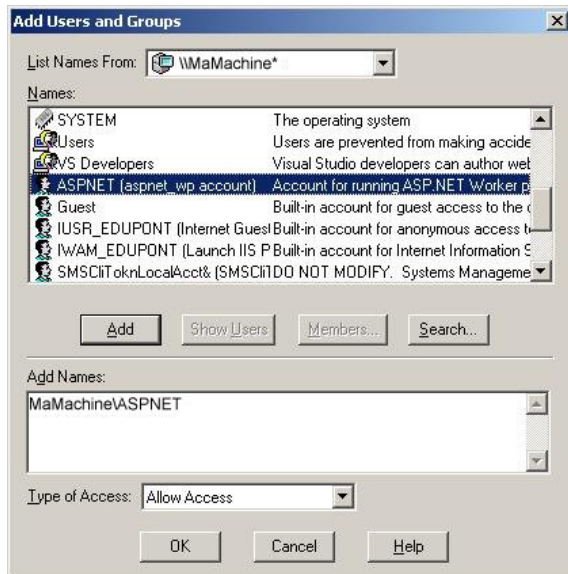 Add Users and Groups
List Names From: \\MaMachine*
Names:
SYSTEM The operating system
Users Users are prevented from making accide
VS Developers Visual Studio developers can author web
ASPNET (aspnet_wp account) Account for running ASP.NET Worker p
Guest Built-in account for guest access to the c
IUSR_EDUPONT (Internet Guest Built-in account for anonymous access to
IWAM_EDUPONT (Launch IIS P Built-in account for Internet Information S
SMSCliToknLocalAcct& (SMSCliT DO NOT MODIFY. Systems Manageme
Add Show Users Members... Search...
Add Names:
MaMachine\ASPNET
Type of Access: Allow Access
OK Cancel Help